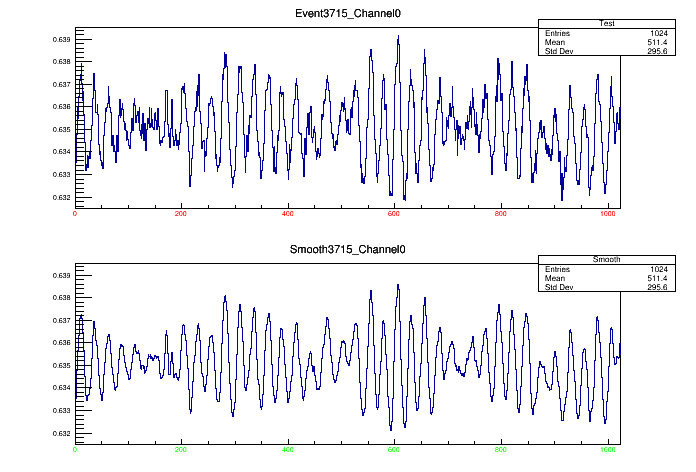 Event3715_Channel0
Test
Entries 1024
Mean 511.4
Std Dev 295.6
0.639
0.638
0.637
0.636
0.635
0.634
0.633
0.632
0 200 400 600 800 1000
Smooth3715_Channel0
Smooth
Entries 1024
Mean 511.4
Std Dev 295.6
0.639
0.638
0.637
0.636
0.635
0.634
0.633
0.632
0 200 400 600 800 1000